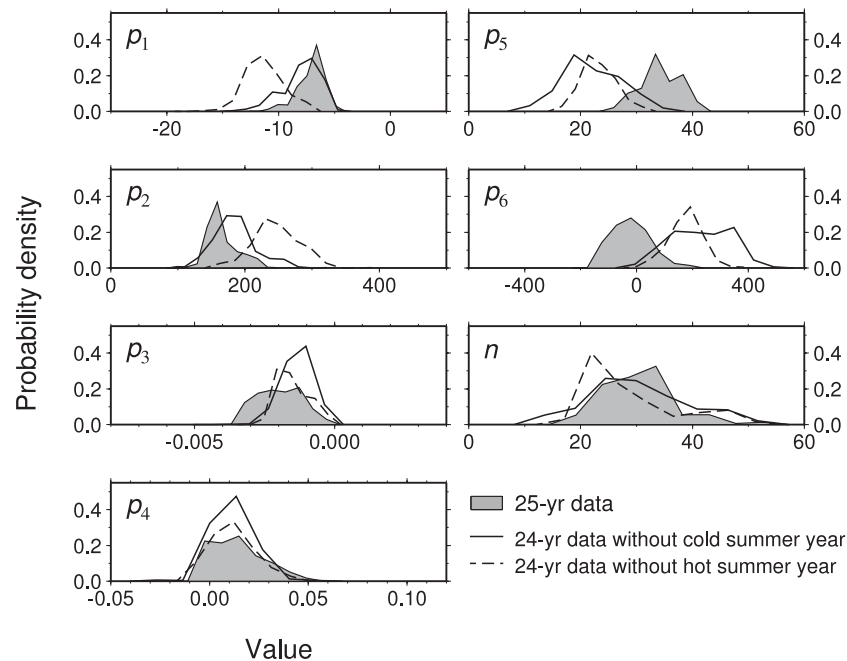 Probability density
p1
0.4
0.2
0.0
-20 -10 0
p5
0.4
0.2
0.0
0 20 40 60
p2
0.4
0.2
0.0
0 200 400
p6
0.4
0.2
0.0
-400 0 400
p3
0.4
0.2
0.0
-0.005 0.000
n
0.4
0.2
0.0
0 20 40 60
p4
0.4
0.2
0.0
-0.05 0.00 0.05 0.10
Value
25-yr data
24-yr data without cold summer year
24-yr data without hot summer year